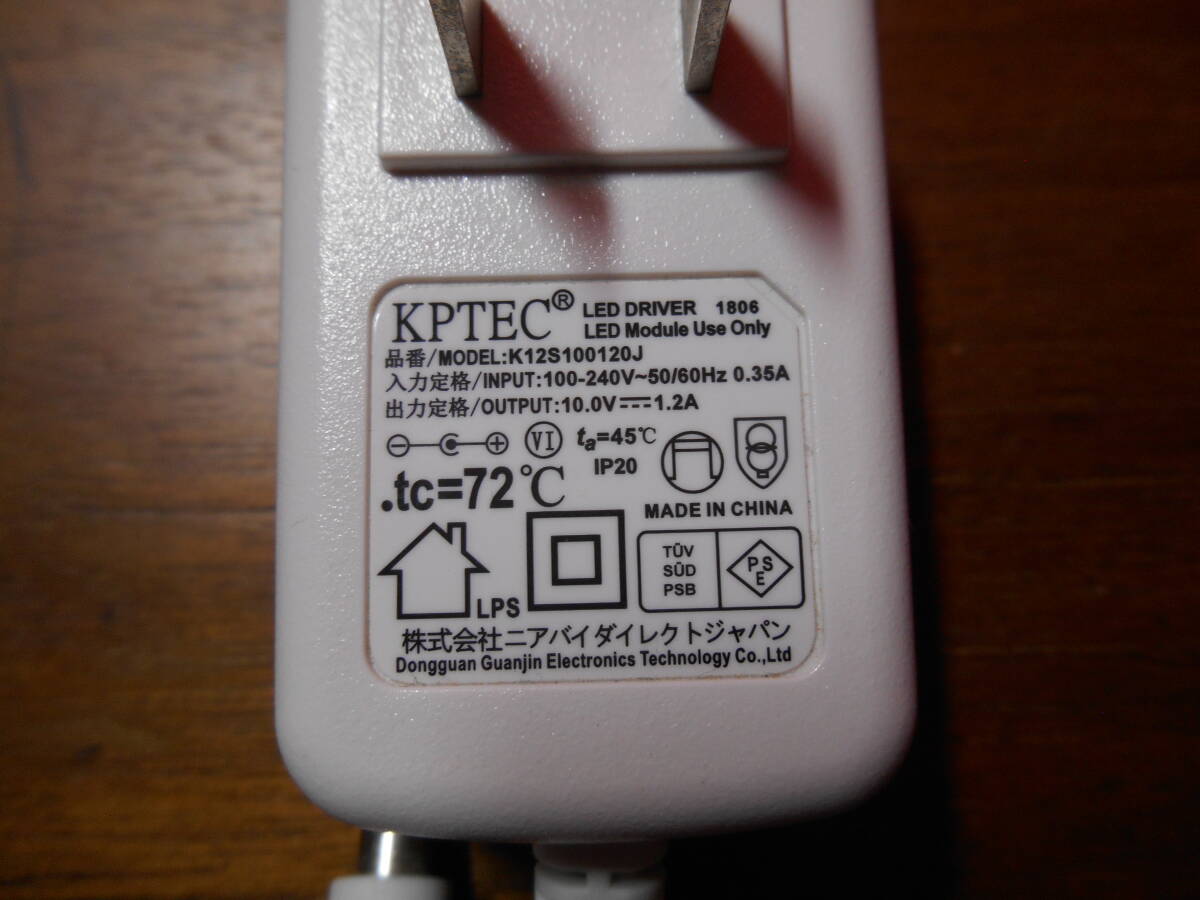 KPTEC® LED DRIVER 1806
LED Module Use Only
品番/MODEL:K12S100120J
入力定格/INPUT:100-240V~50/60Hz 0.35A
出力定格/OUTPUT:10.0V⎓1.2A
VI ta=45℃
IP20
.tc=72℃
MADE IN CHINA
LPS
TÜV
SÜD
PSB
PSE
株式会社ニアバイダイレクトジャパン
Dongguan Guanjin Electronics Technology Co.,Ltd